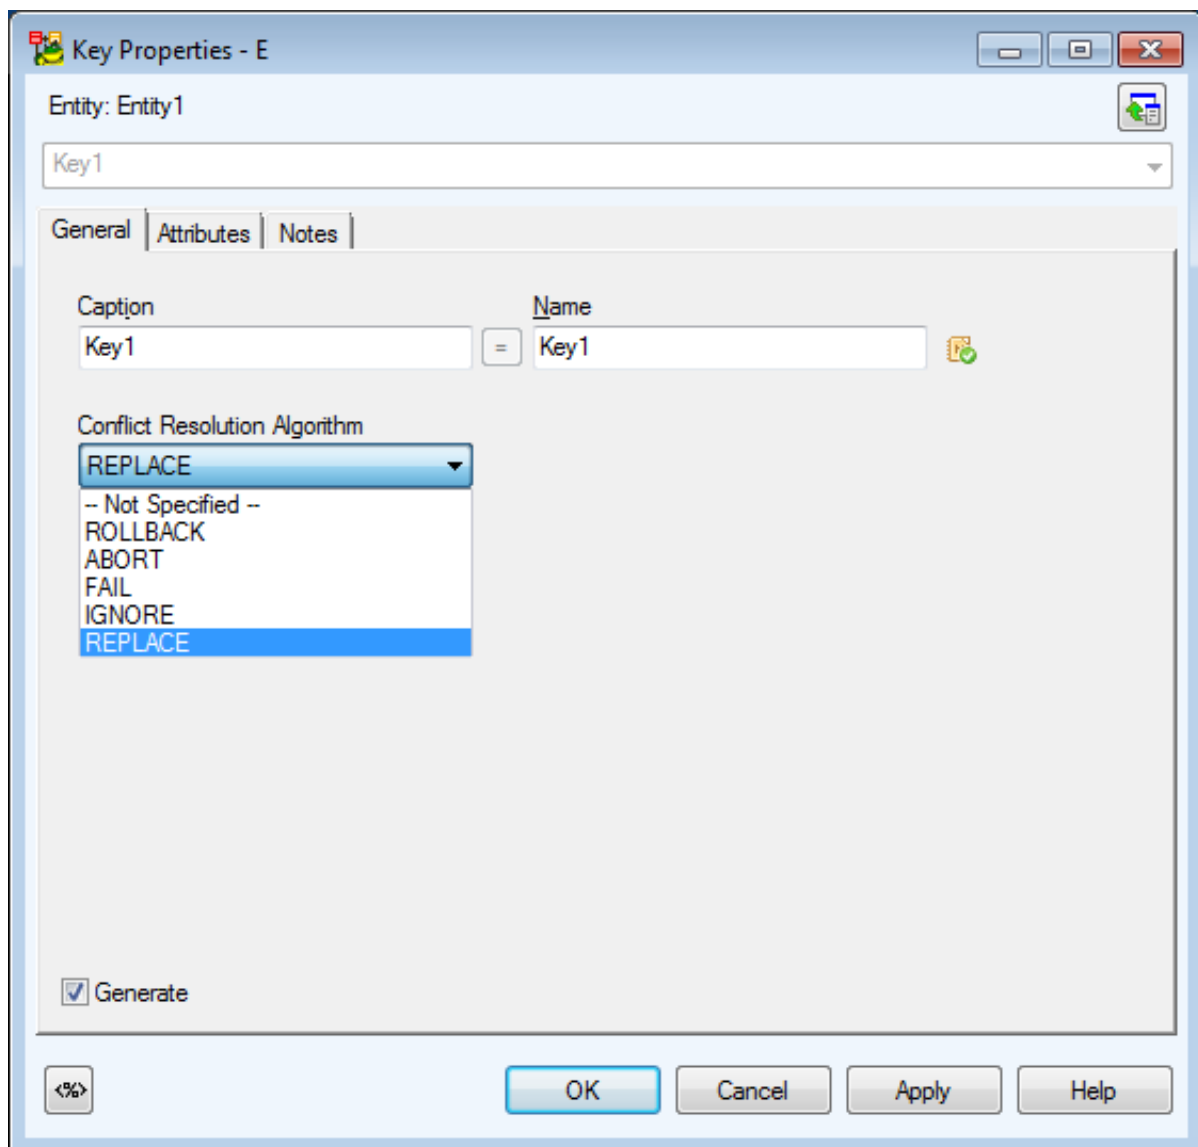 Key Properties - E
Entity: Entity1
Key1
General Attributes Notes
Caption Name
Key1 = Key1
Conflict Resolution Algorithm
REPLACE
-- Not Specified --
ROLLBACK
ABORT
FAIL
IGNORE
REPLACE
Generate
<%> OK Cancel Apply Help